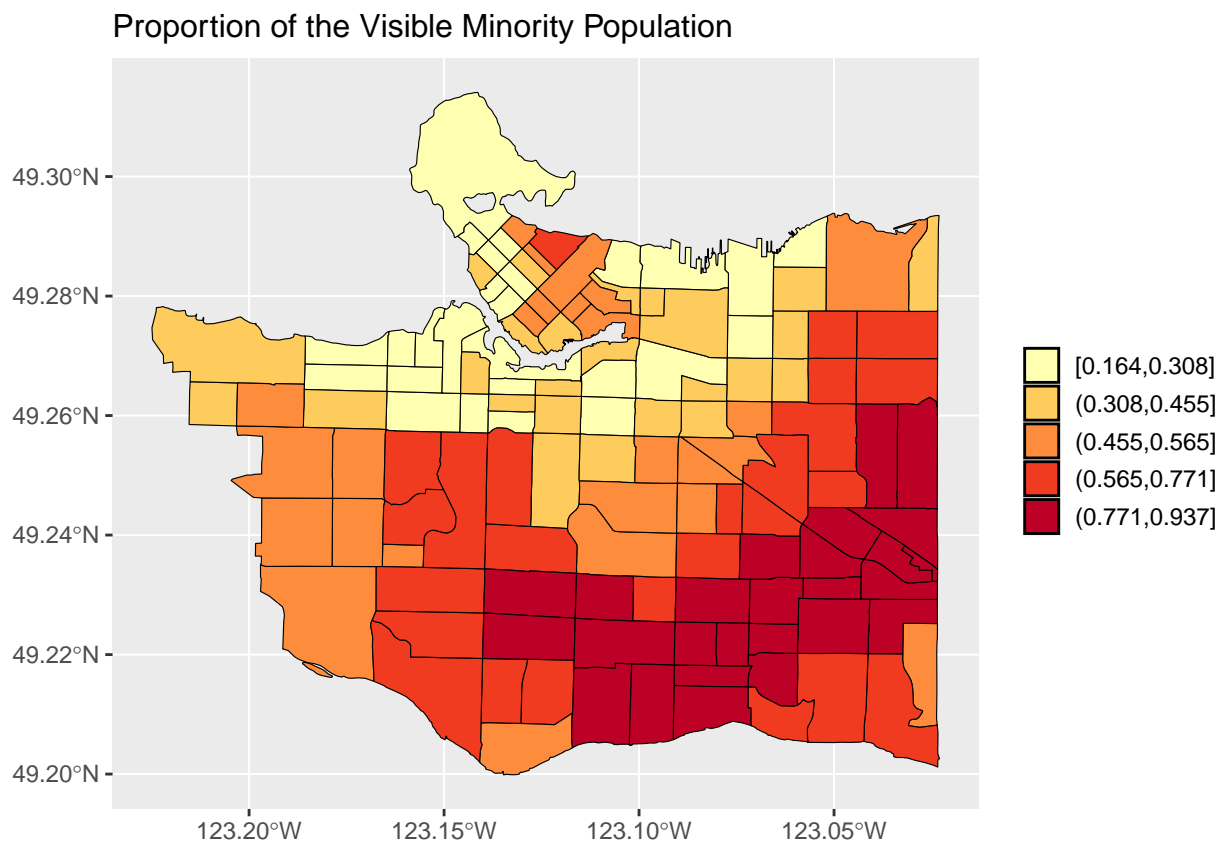 Proportion of the Visible Minority Population
49.30°N
49.28°N
49.26°N
49.24°N
49.22°N
49.20°N
123.20°W
123.15°W
123.10°W
123.05°W
[0.164,0.308]
(0.308,0.455]
(0.455,0.565]
(0.565,0.771]
(0.771,0.937]